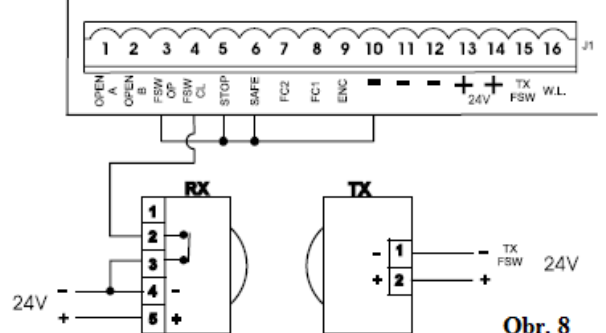 1 2 3 4 5 6 7 8 9 10 11 12 13 14 15 16 J1
OPEN A
OPEN B
FSW OP
FSW CL
STOP
SAFE
FC2
FC1
ENC
- - - + +
24V
TX FSW
W.L.
RX
TX
1
2
3
4 -
5 +
24V
-
+
- 1
+ 2
- TX FSW
+
24V
Obr. 8